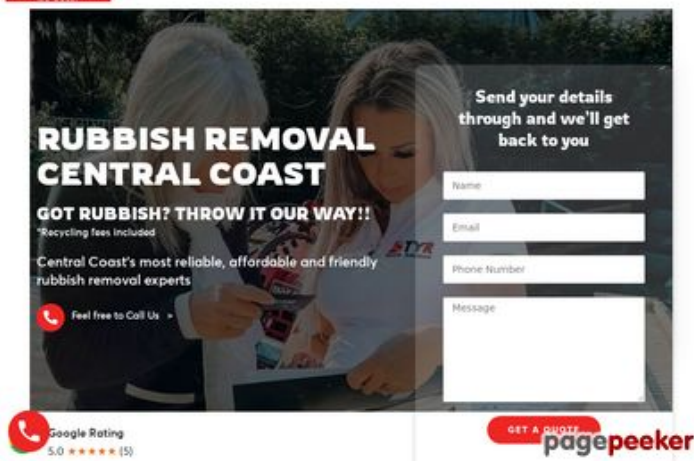 RUBBISH REMOVAL
CENTRAL COAST
GOT RUBBISH? THROW IT OUR WAY!!
*Recycling fees included
Central Coast's most reliable, affordable and friendly
rubbish removal experts
Feel free to Call Us >
TYR
Send your details
through and we'll get
back to you
Name
Email
Phone Number
Message
GET A QUOTE
Google Rating
5.0 ★★★★★ (5)
pagepeeker